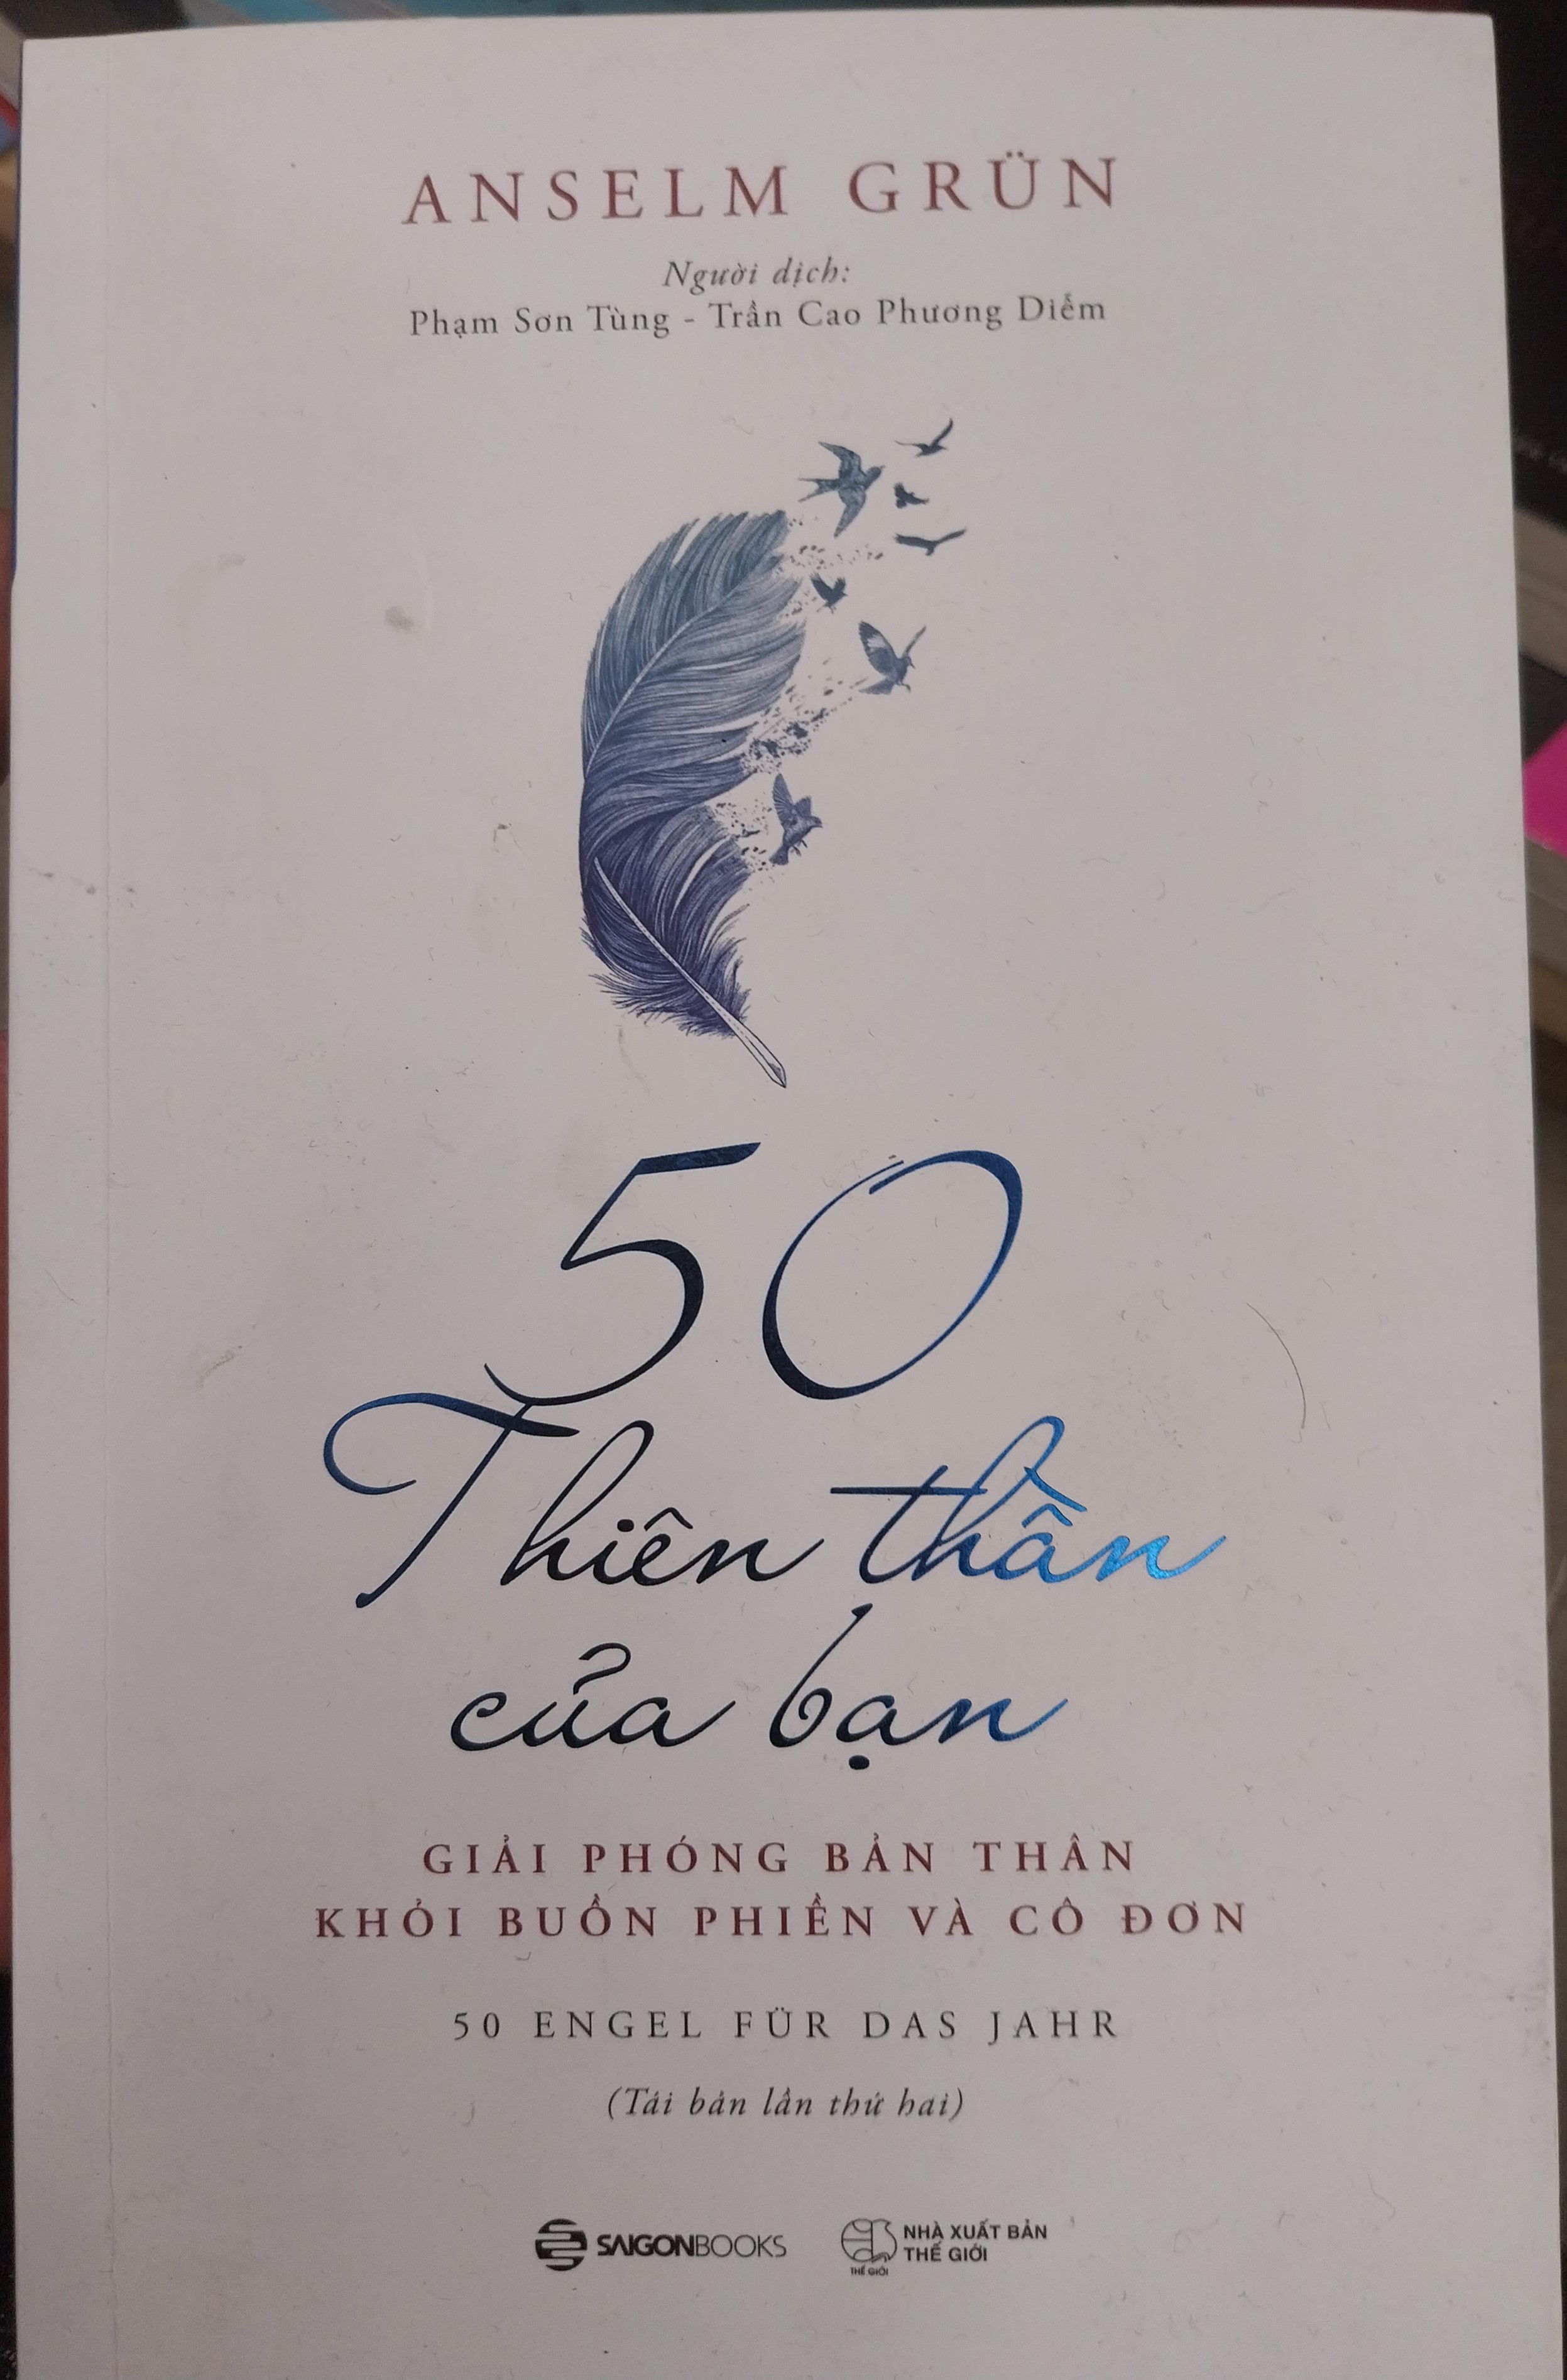 ANSELM GRÜN
Người dịch:
Phạm Sơn Tùng - Trần Cao Phương Diễm
50
Thiên thần
của bạn
GIẢI PHÓNG BẢN THÂN
KHỎI BUỒN PHIỀN VÀ CÔ ĐƠN
50 ENGEL FÜR DAS JAHR
(Tái bản lần thứ hai)
SAIGONBOOKS
NHÀ XUẤT BẢN
THẾ GIỚI
THẾ GIỚI